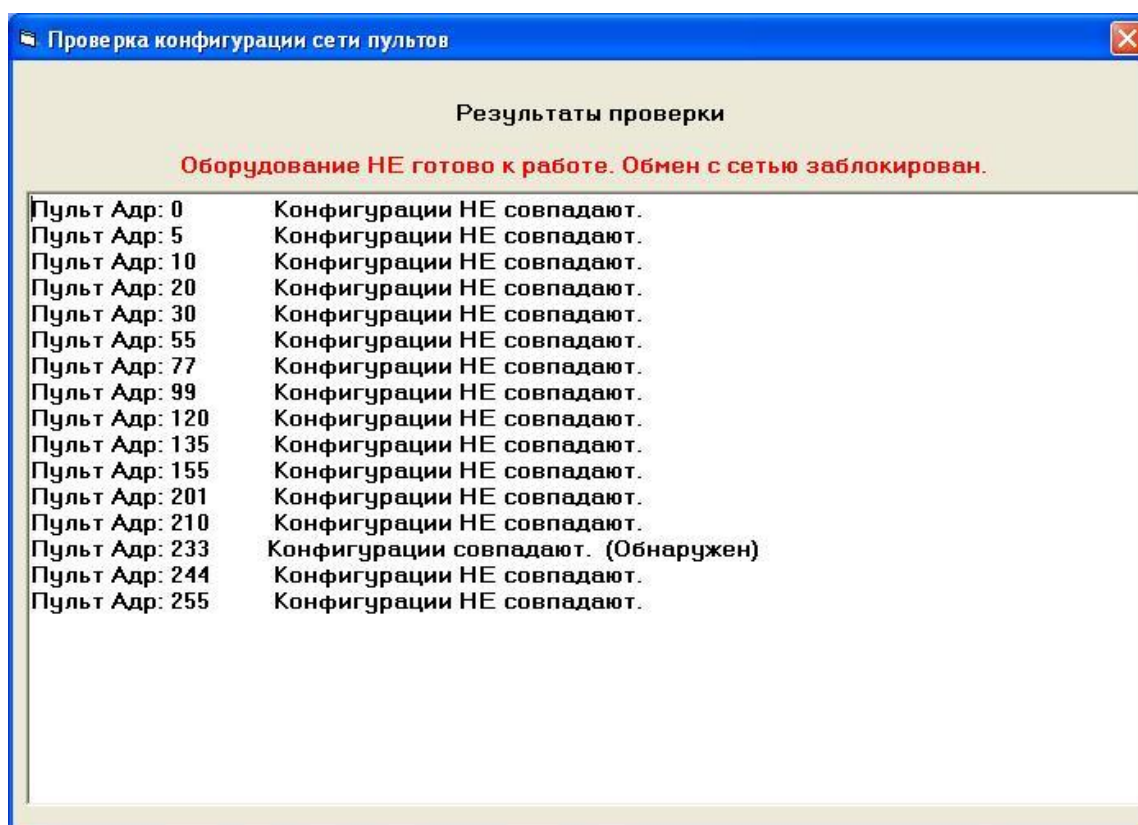 Проверка конфигурации сети пультов
Результаты проверки
Оборудование НЕ готово к работе. Обмен с сетью заблокирован.
Пульт Адр: 0 Конфигурации НЕ совпадают.
Пульт Адр: 5 Конфигурации НЕ совпадают.
Пульт Адр: 10 Конфигурации НЕ совпадают.
Пульт Адр: 20 Конфигурации НЕ совпадают.
Пульт Адр: 30 Конфигурации НЕ совпадают.
Пульт Адр: 55 Конфигурации НЕ совпадают.
Пульт Адр: 77 Конфигурации НЕ совпадают.
Пульт Адр: 99 Конфигурации НЕ совпадают.
Пульт Адр: 120 Конфигурации НЕ совпадают.
Пульт Адр: 135 Конфигурации НЕ совпадают.
Пульт Адр: 155 Конфигурации НЕ совпадают.
Пульт Адр: 201 Конфигурации НЕ совпадают.
Пульт Адр: 210 Конфигурации НЕ совпадают.
Пульт Адр: 233 Конфигурации совпадают. (Обнаружен)
Пульт Адр: 244 Конфигурации НЕ совпадают.
Пульт Адр: 255 Конфигурации НЕ совпадают.